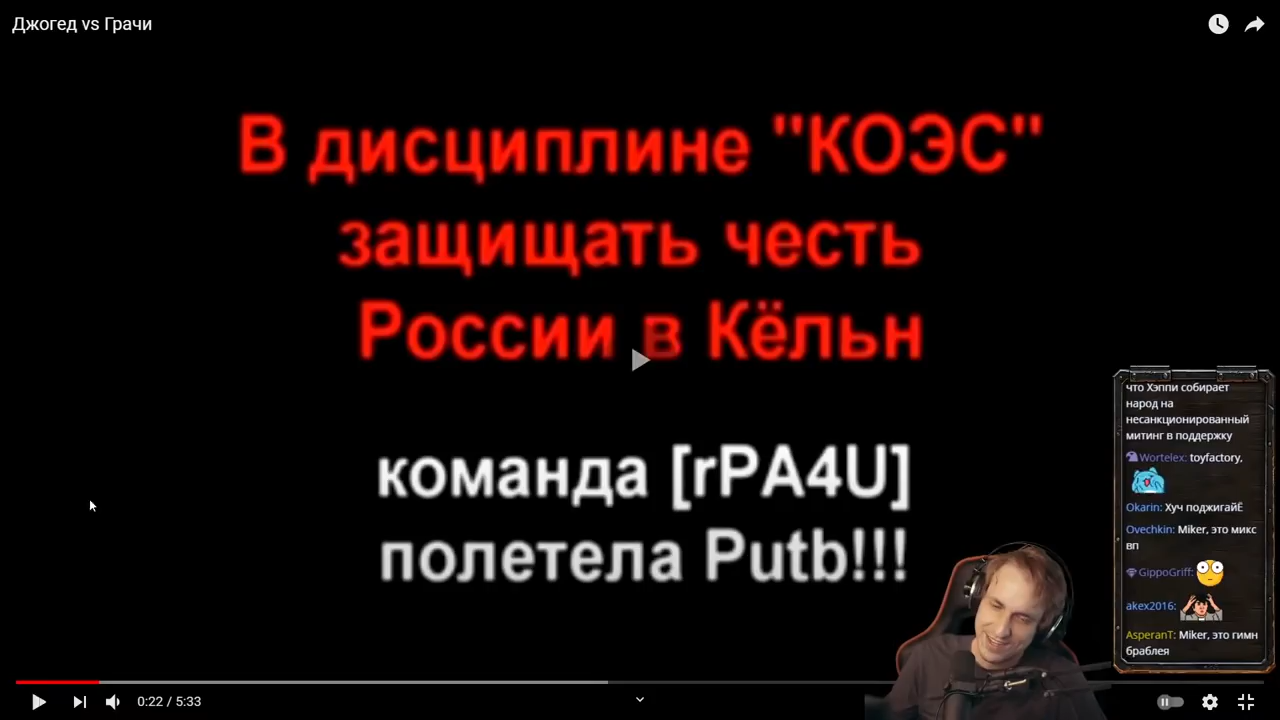 Джогед vs Грачи
В дисциплине "КОЭС"
защищать честь
России в Кёльн
команда [rPA4U]
полетела Putb!!!
что Хэппи собирает
народ на
несанкционированный
митинг в поддержку
Wortelex: toyfactory,
Okarin: Хуч поджигайЁ
Ovechkin: Miker, это микс
вп
GippoGriff:
akex2016:
AsperanT: Miker, это гимн
браблея
0:22 / 5:33